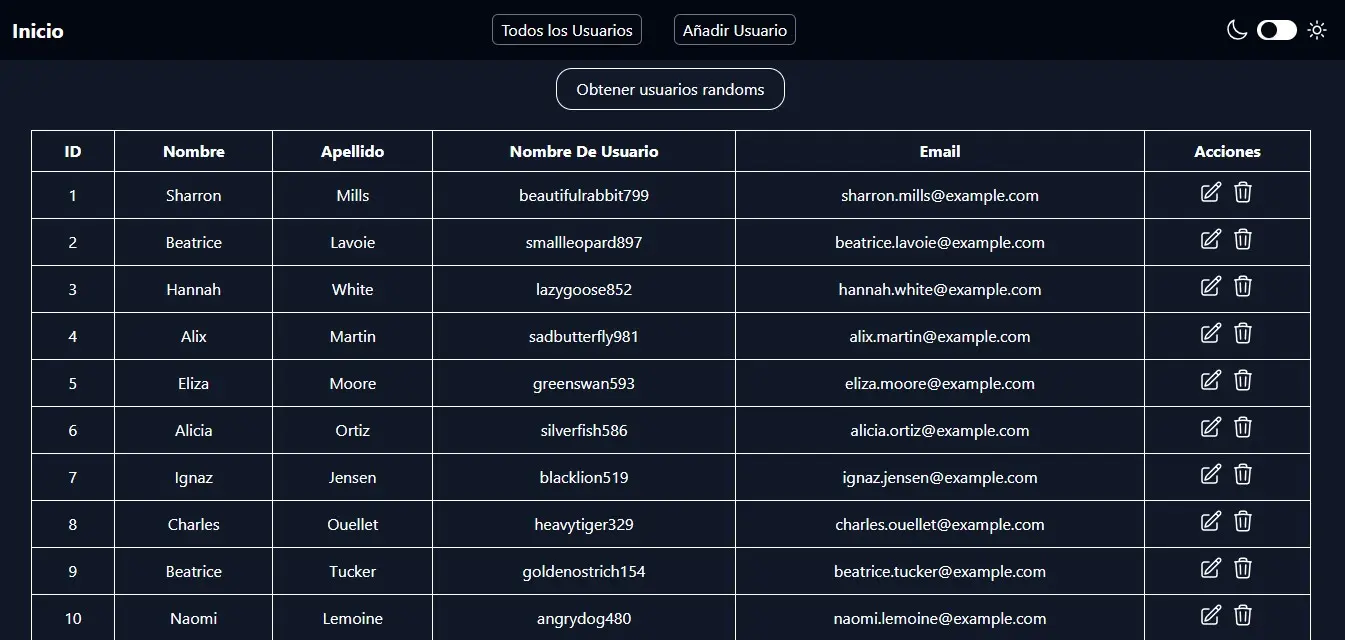 Inicio Todos los Usuarios Añadir Usuario
Obtener usuarios randoms
ID Nombre Apellido Nombre De Usuario Email Acciones
1 Sharron Mills beautifulrabbit799 sharron.mills@example.com
2 Beatrice Lavoie smallleopard897 beatrice.lavoie@example.com
3 Hannah White lazygoose852 hannah.white@example.com
4 Alix Martin sadbutterfly981 alix.martin@example.com
5 Eliza Moore greenswan593 eliza.moore@example.com
6 Alicia Ortiz silverfish586 alicia.ortiz@example.com
7 Ignaz Jensen blacklion519 ignaz.jensen@example.com
8 Charles Ouellet heavytiger329 charles.ouellet@example.com
9 Beatrice Tucker goldenostrich154 beatrice.tucker@example.com
10 Naomi Lemoine angrydog480 naomi.lemoine@example.com